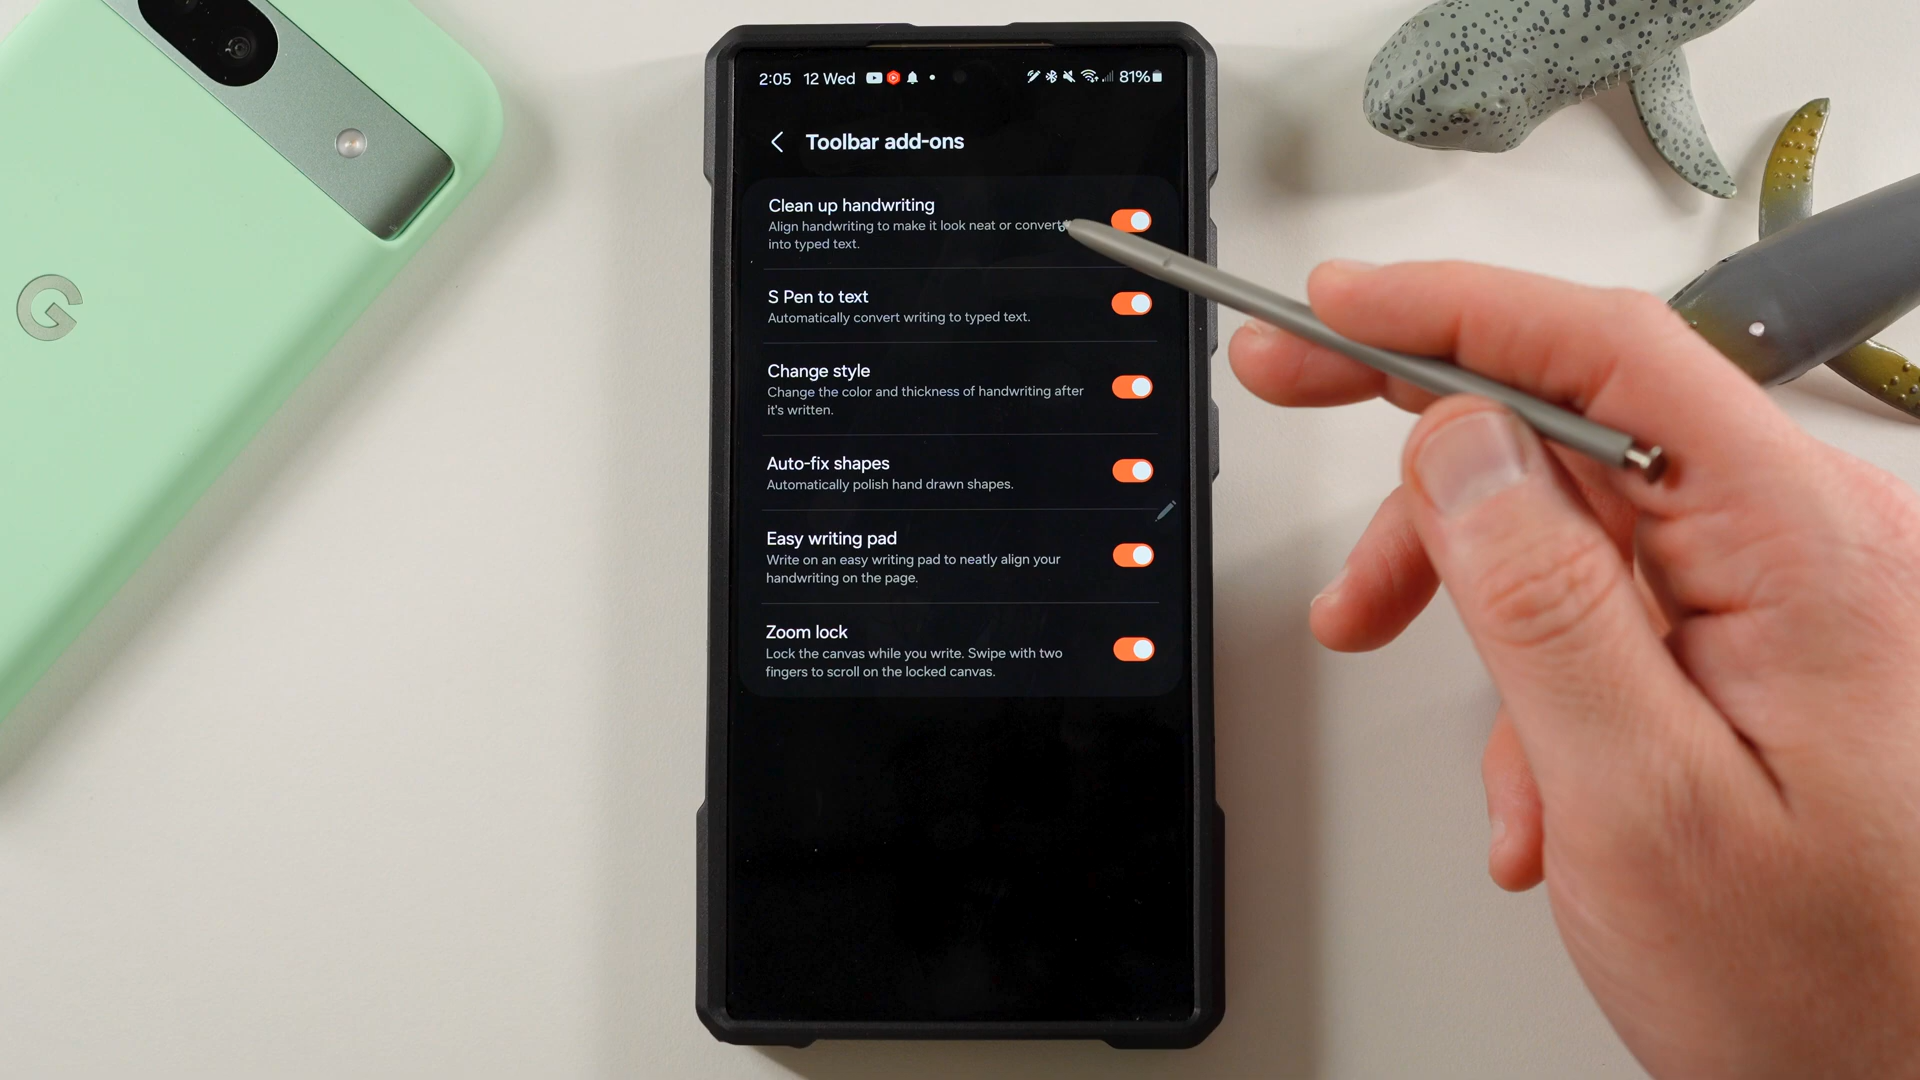 2:05 12 Wed 81%
Toolbar add-ons
Clean up handwriting
Align handwriting to make it look neat or convert
into typed text.
S Pen to text
Automatically convert writing to typed text.
Change style
Change the color and thickness of handwriting after
it's written.
Auto-fix shapes
Automatically polish hand drawn shapes.
Easy writing pad
Write on an easy writing pad to neatly align your
handwriting on the page.
Zoom lock
Lock the canvas while you write. Swipe with two
fingers to scroll on the locked canvas.
G